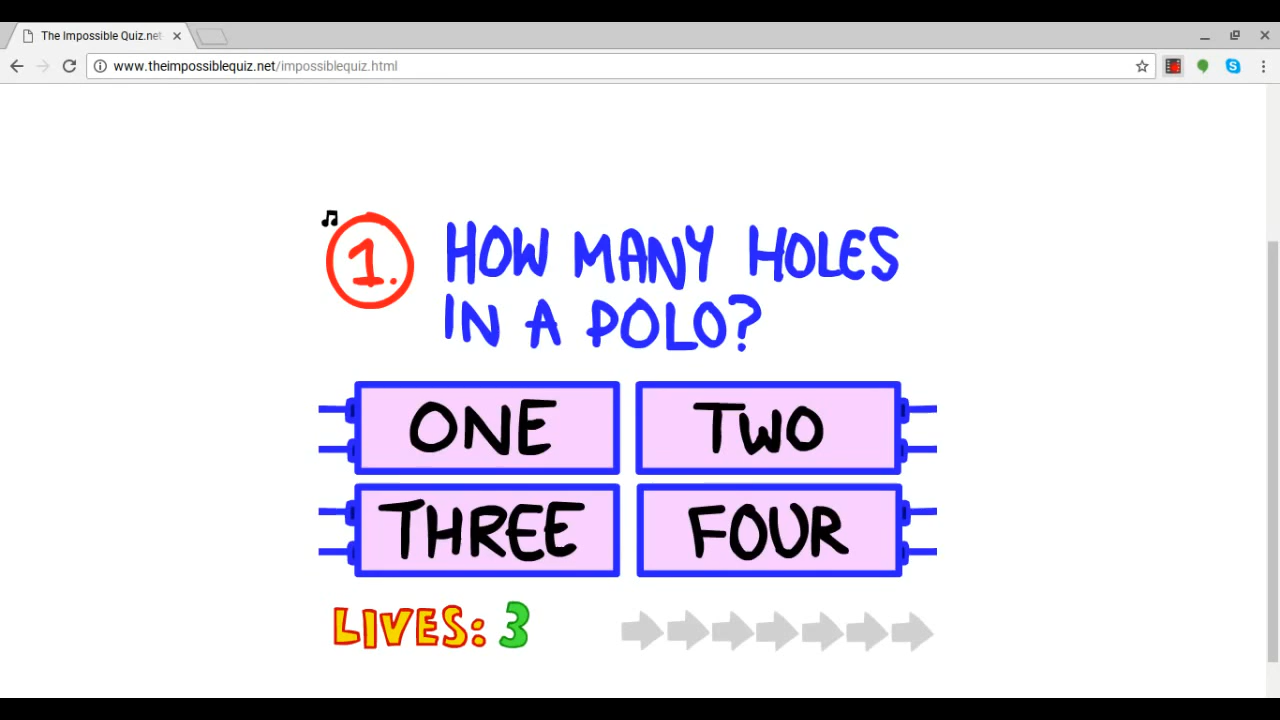 The Impossible Quiz.net
www.theimpossiblequiz.net/impossiblequiz.html
1. HOW MANY HOLES
IN A POLO?
ONE TWO
THREE FOUR
LIVES: 3